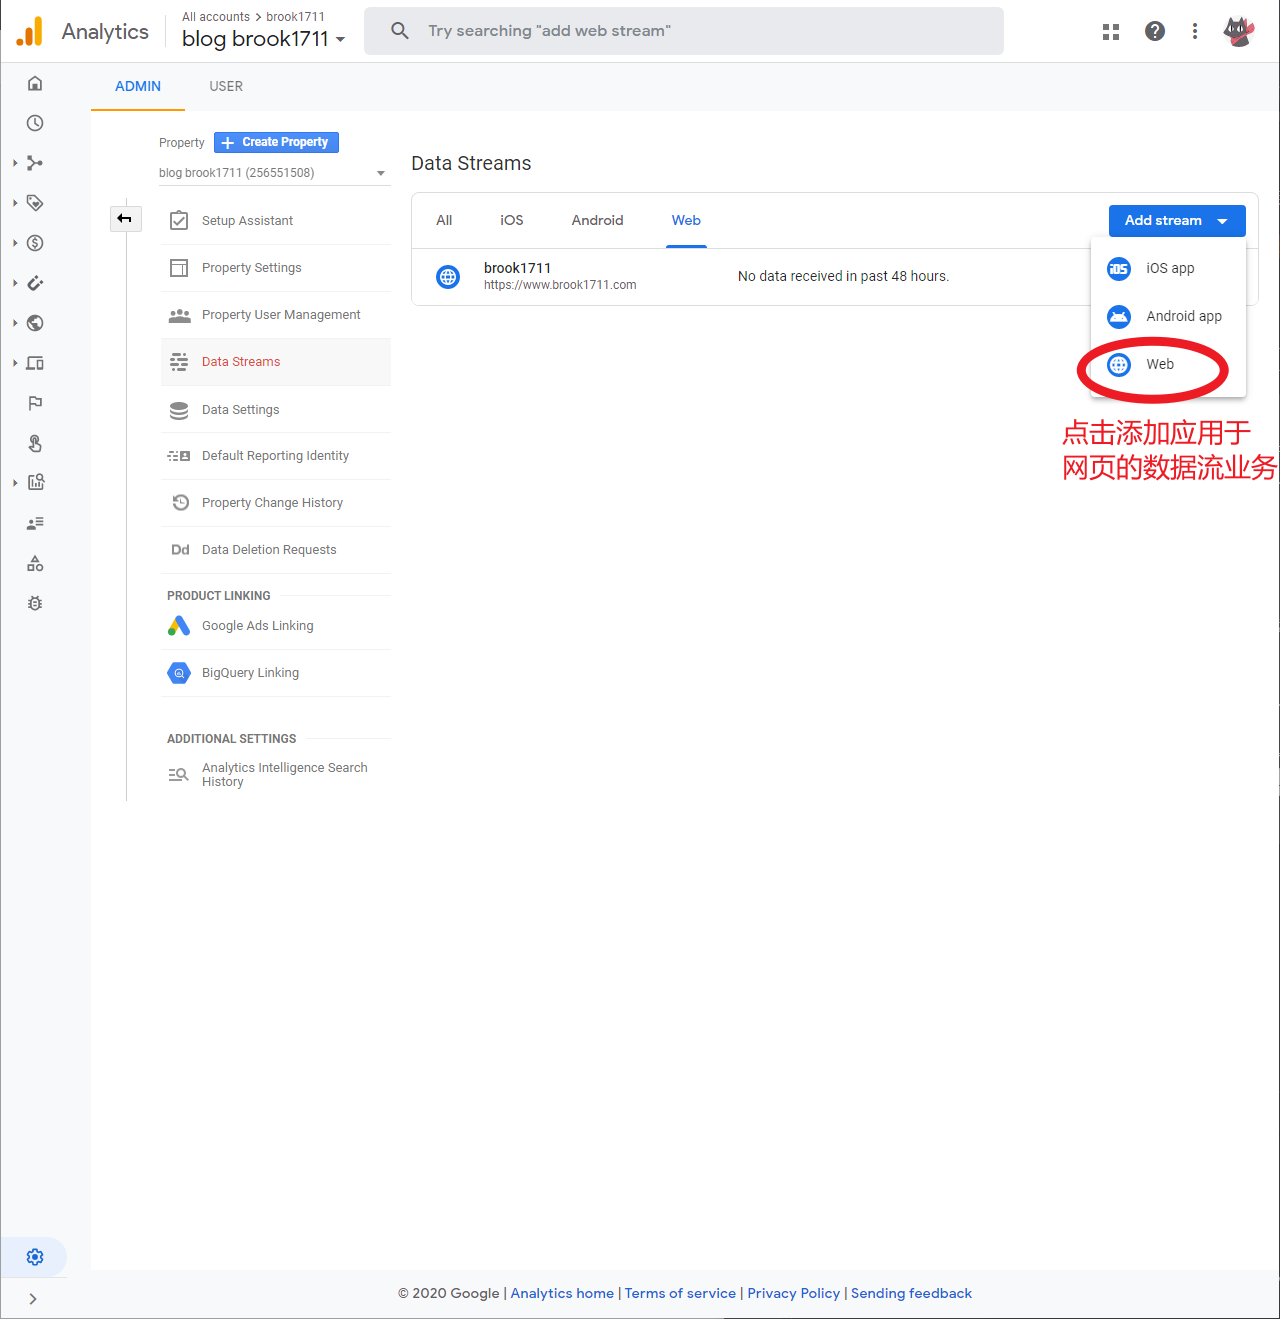 Analytics
All accounts > brook1711
blog brook1711
Try searching "add web stream"
ADMIN
USER
Property
Create Property
blog brook1711 (256551508)
Setup Assistant
Property Settings
Property User Management
Data Streams
Data Settings
Default Reporting Identity
Property Change History
Dd
Data Deletion Requests
PRODUCT LINKING
Google Ads Linking
BigQuery Linking
ADDITIONAL SETTINGS
Analytics Intelligence Search
History
Data Streams
All
iOS
Android
Web
Add stream
brook1711
https://www.brook1711.com
No data received in past 48 hours.
iOS
iOS app
Android app
Web
点击添加应用于
网页的数据流业务
© 2020 Google | Analytics home | Terms of service | Privacy Policy | Sending feedback